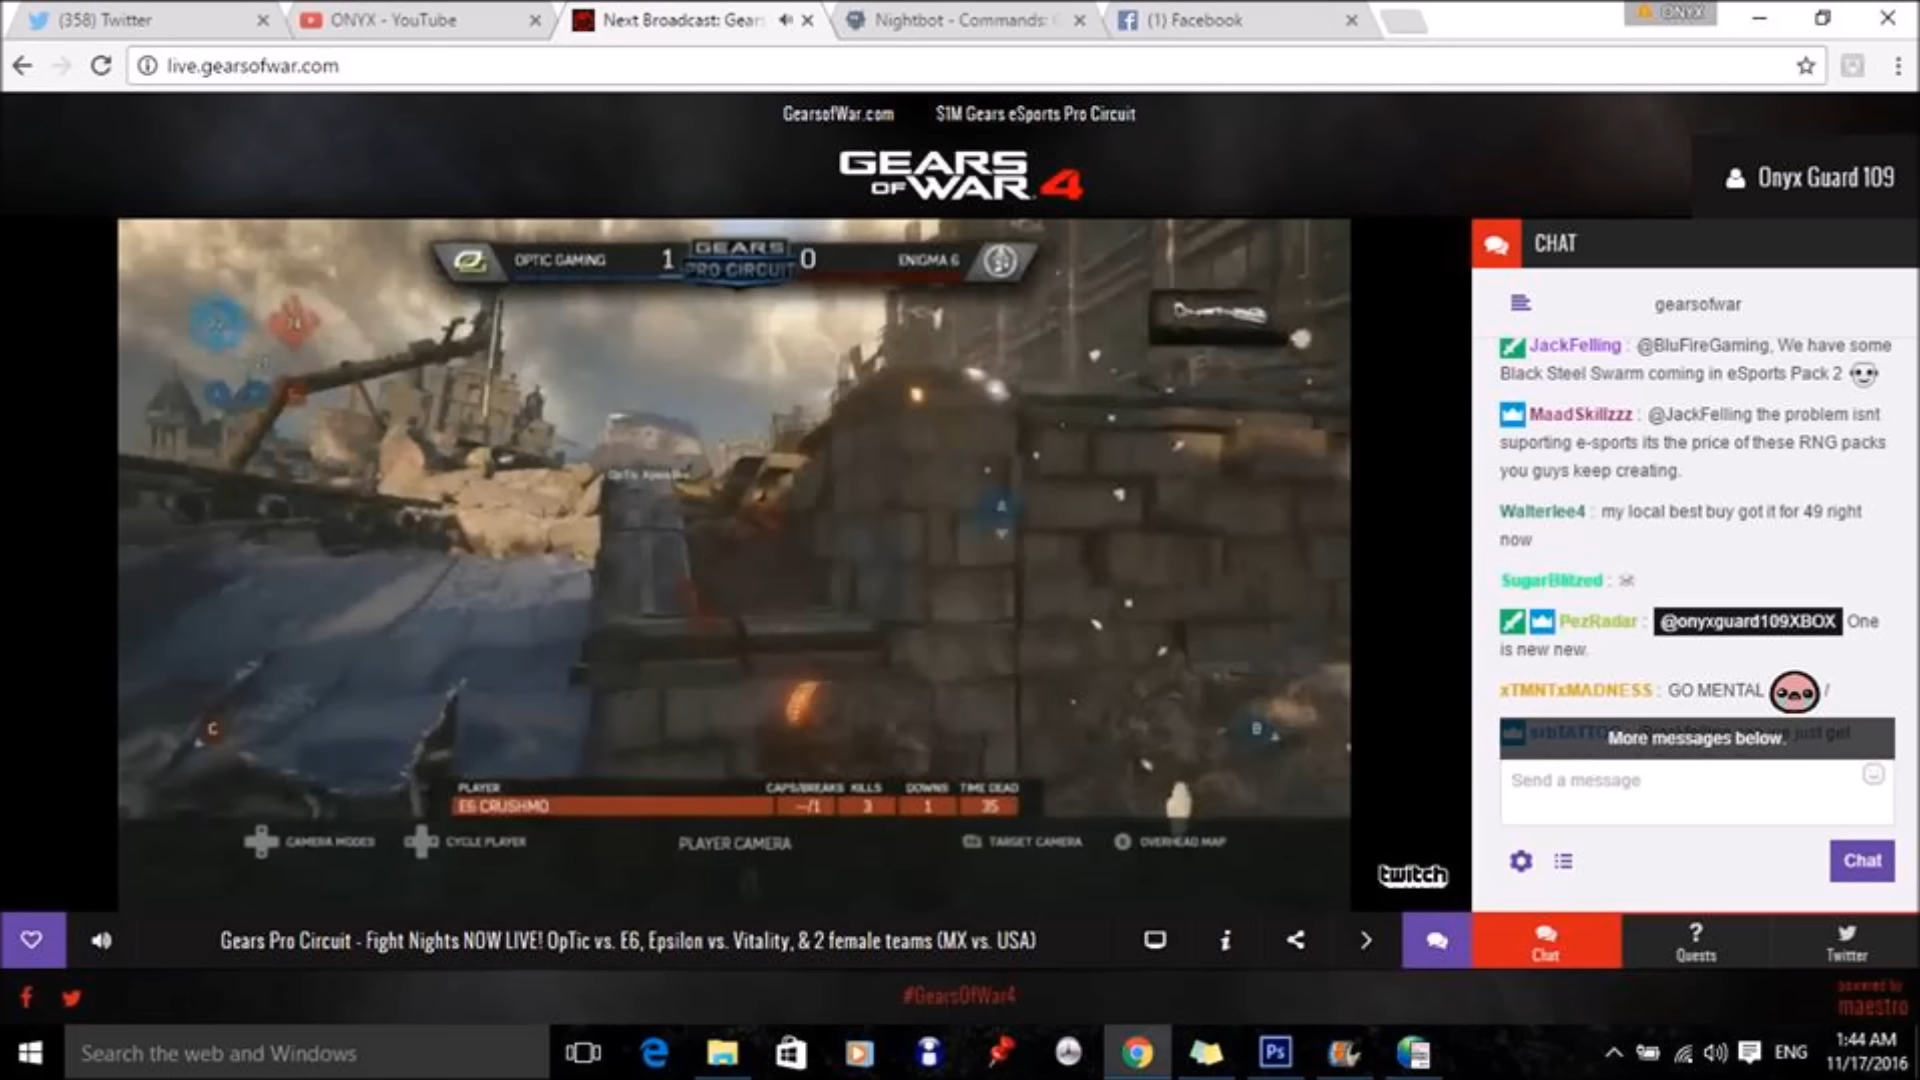 (358) Twitter
ONYX - YouTube
Next Broadcast: Gears
Nightbot - Commands:
(1) Facebook
ONYX
live.gearsofwar.com
GearsofWar.com
$1M Gears eSports Pro Circuit
GEARS
OF WAR 4
Onyx Guard 109
OPTIC GAMING
1
GEARS
PRO CIRCUIT
0
ENIGMA 6
A
C
B
PLAYER
CAPS/BREAKS
KILLS
DOWNS
TIME DEAD
E6 CRUSHMO
--/1
3
1
35
CAMERA MODES
CYCLE PLAYER
PLAYER CAMERA
TARGET CAMERA
OVERHEAD MAP
twitch
CHAT
gearsofwar
JackFelling : @BluFireGaming, We have some
Black Steel Swarm coming in eSports Pack 2
MaadSkillzzz : @JackFelling the problem isnt
suporting e-sports its the price of these RNG packs
you guys keep creating.
Walterlee4 : my local best buy got it for 49 right
now
SugarBlitzed :
PezRadar : @onyxguard109XBOX One
is new new.
xTMNTxMADNESS : GO MENTAL /
More messages below.
Send a message
Chat
Gears Pro Circuit - Fight Nights NOW LIVE! OpTic vs. E6, Epsilon vs. Vitality, & 2 female teams (MX vs. USA)
Chat
Quests
Twitter
#GearsOfWar4
powered by
maestro
Search the web and Windows
Ps
ENG
1:44 AM
11/17/2016